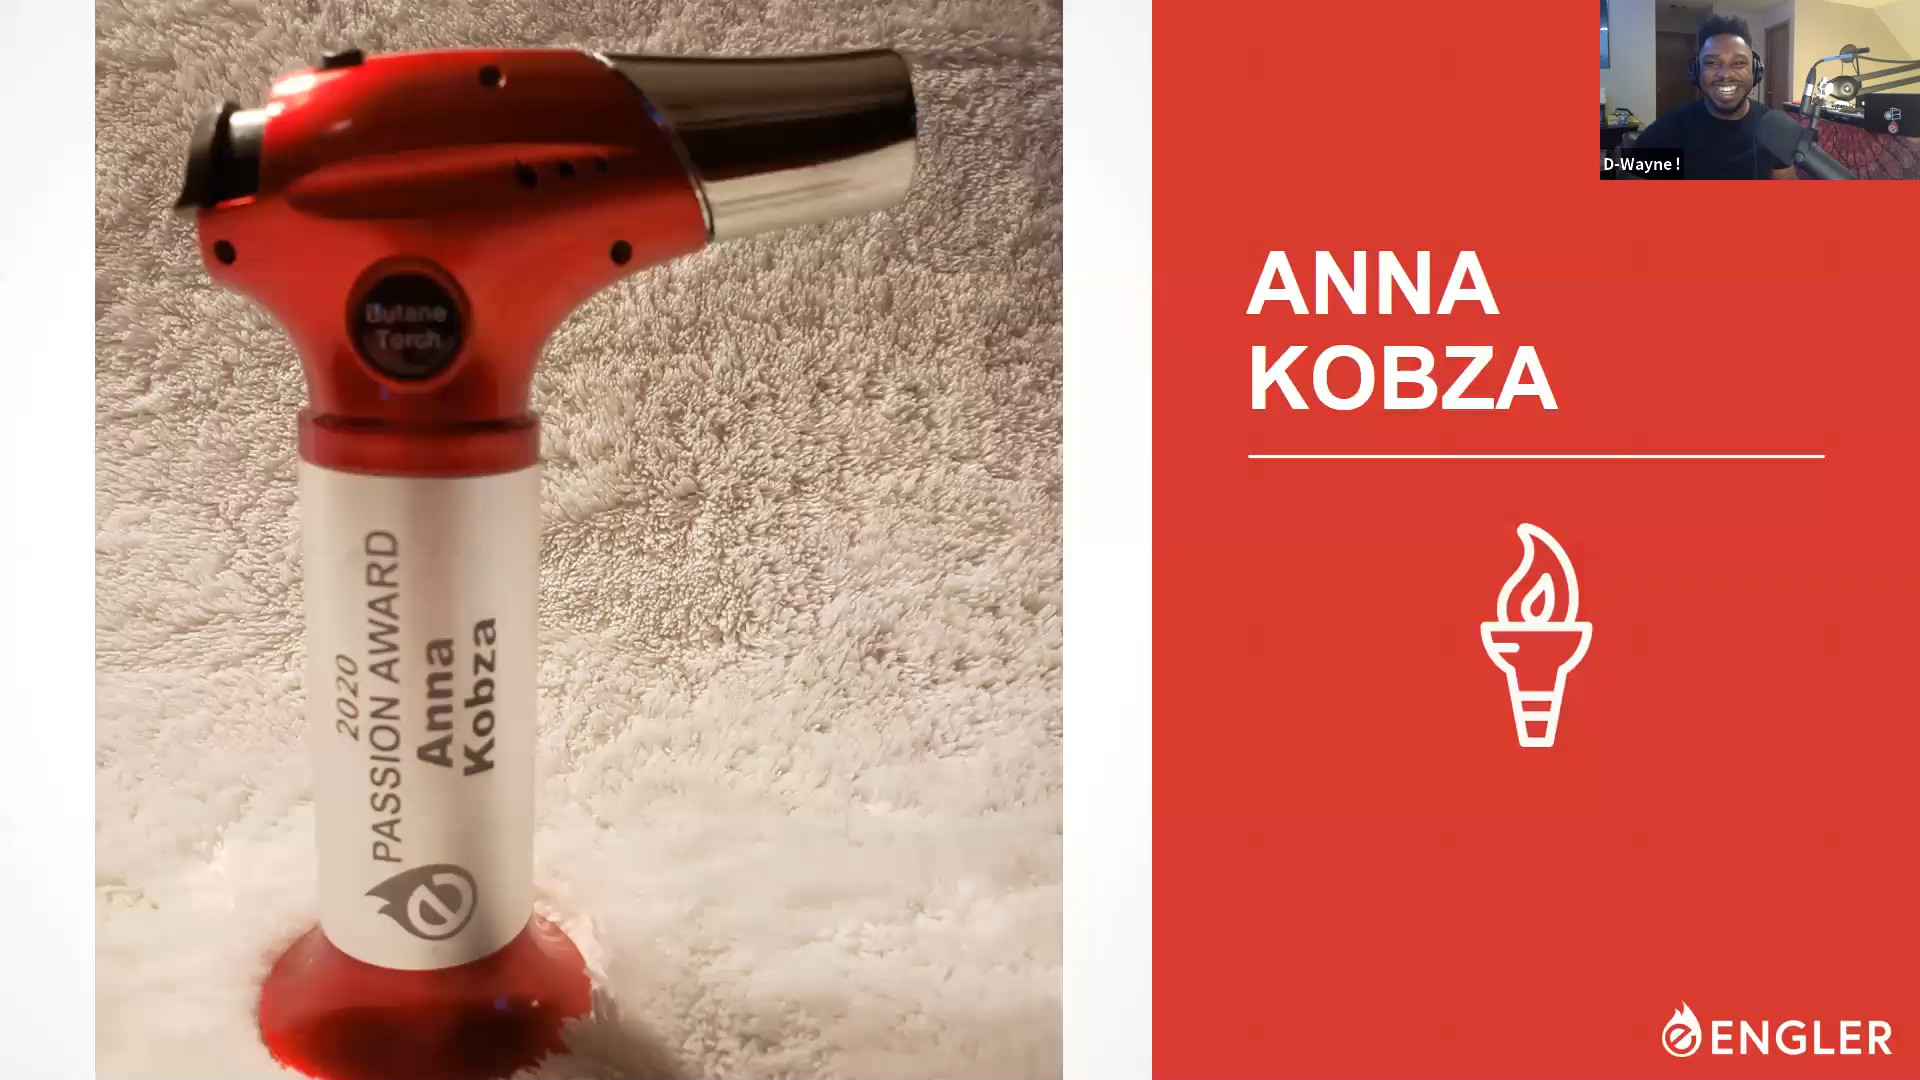 Butane
Torch
2020
PASSION AWARD
Anna
Kobza
ANNA
KOBZA
D-Wayne !
ENGLER